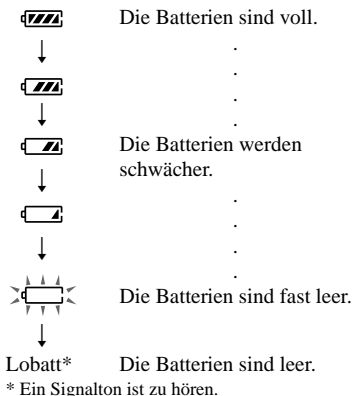 Die Batterien sind voll.
.
.
.
.
Die Batterien werden
schwächer.
.
.
.
.
Die Batterien sind fast leer.
Lobatt* Die Batterien sind leer.
* Ein Signalton ist zu hören.